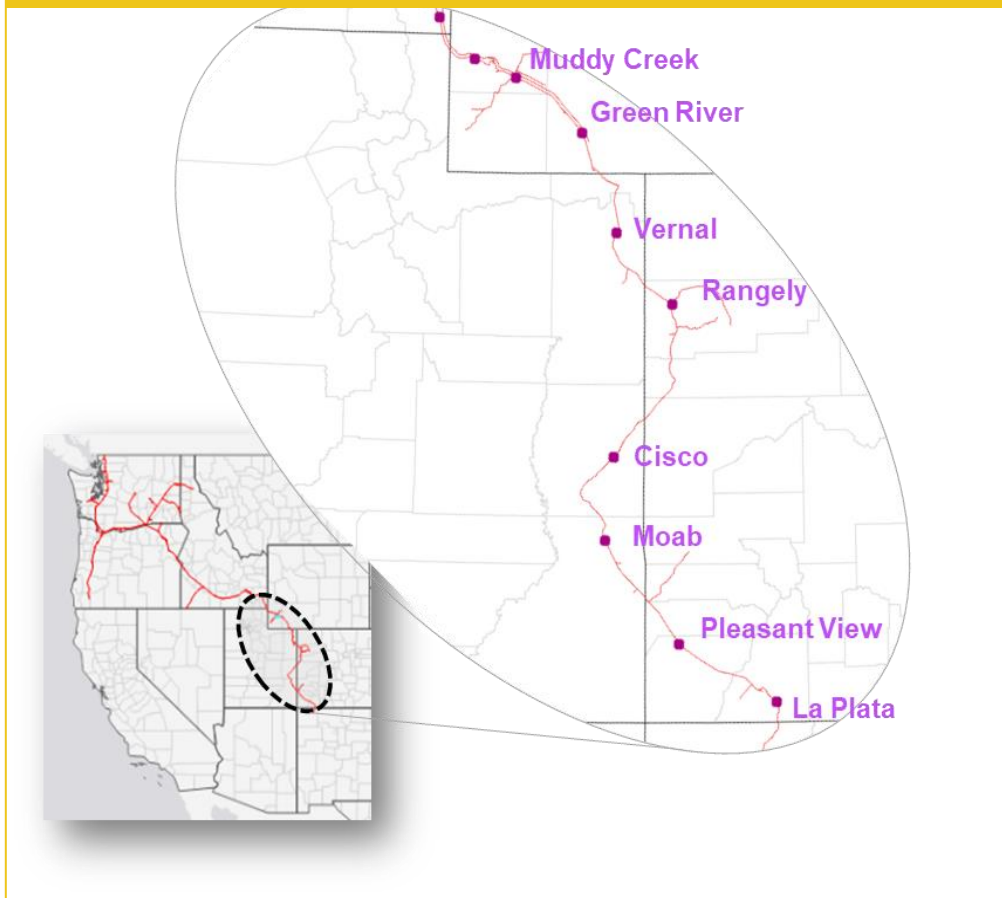 Muddy Creek
Green River
Vernal
Rangely
Cisco
Moab
Pleasant View
La Plata